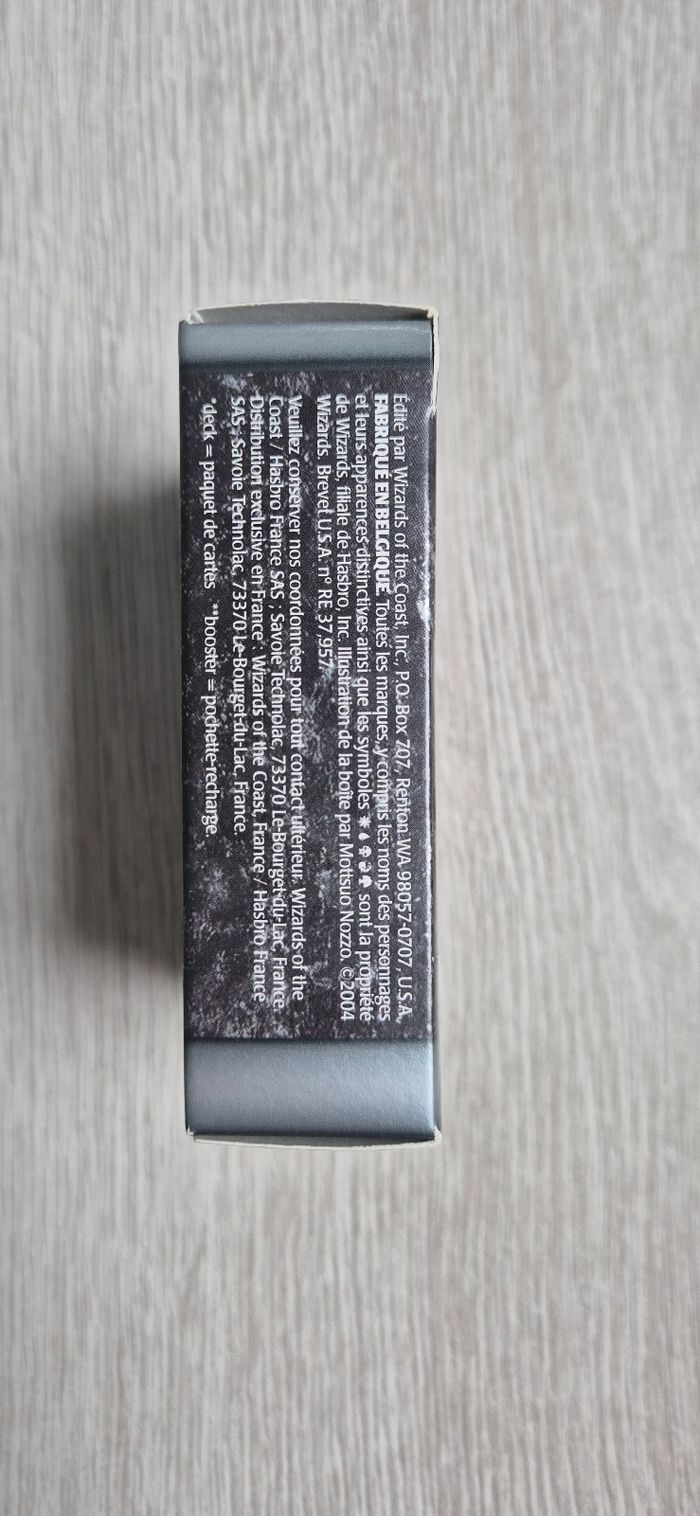 Édité par Wizards of the Coast, Inc., P.O. Box 707, Renton WA 98057-0707, U.S.A.
FABRIQUÉ EN BELGIQUE. Toutes les marques, y compris les noms des personnages
et leurs apparences distinctives ainsi que les symboles sont la propriété
de Wizards, filiale de Hasbro, Inc. Illustration de la boîte par Mottsuo Nozzo. ©2004
Wizards. Brevet U.S.A. n° RE 37,957.
Veuillez conserver nos coordonnées pour tout contact ultérieur. Wizards of the
Coast / Hasbro France SAS ; Savoie Technolac, 73370 Le-Bourget-du-Lac, France.
Distribution exclusive en France : Wizards of the Coast, France / Hasbro France
SAS ; Savoie Technolac, 73370 Le-Bourget-du-Lac, France.
*deck = paquet de cartes **booster = pochette-recharge.